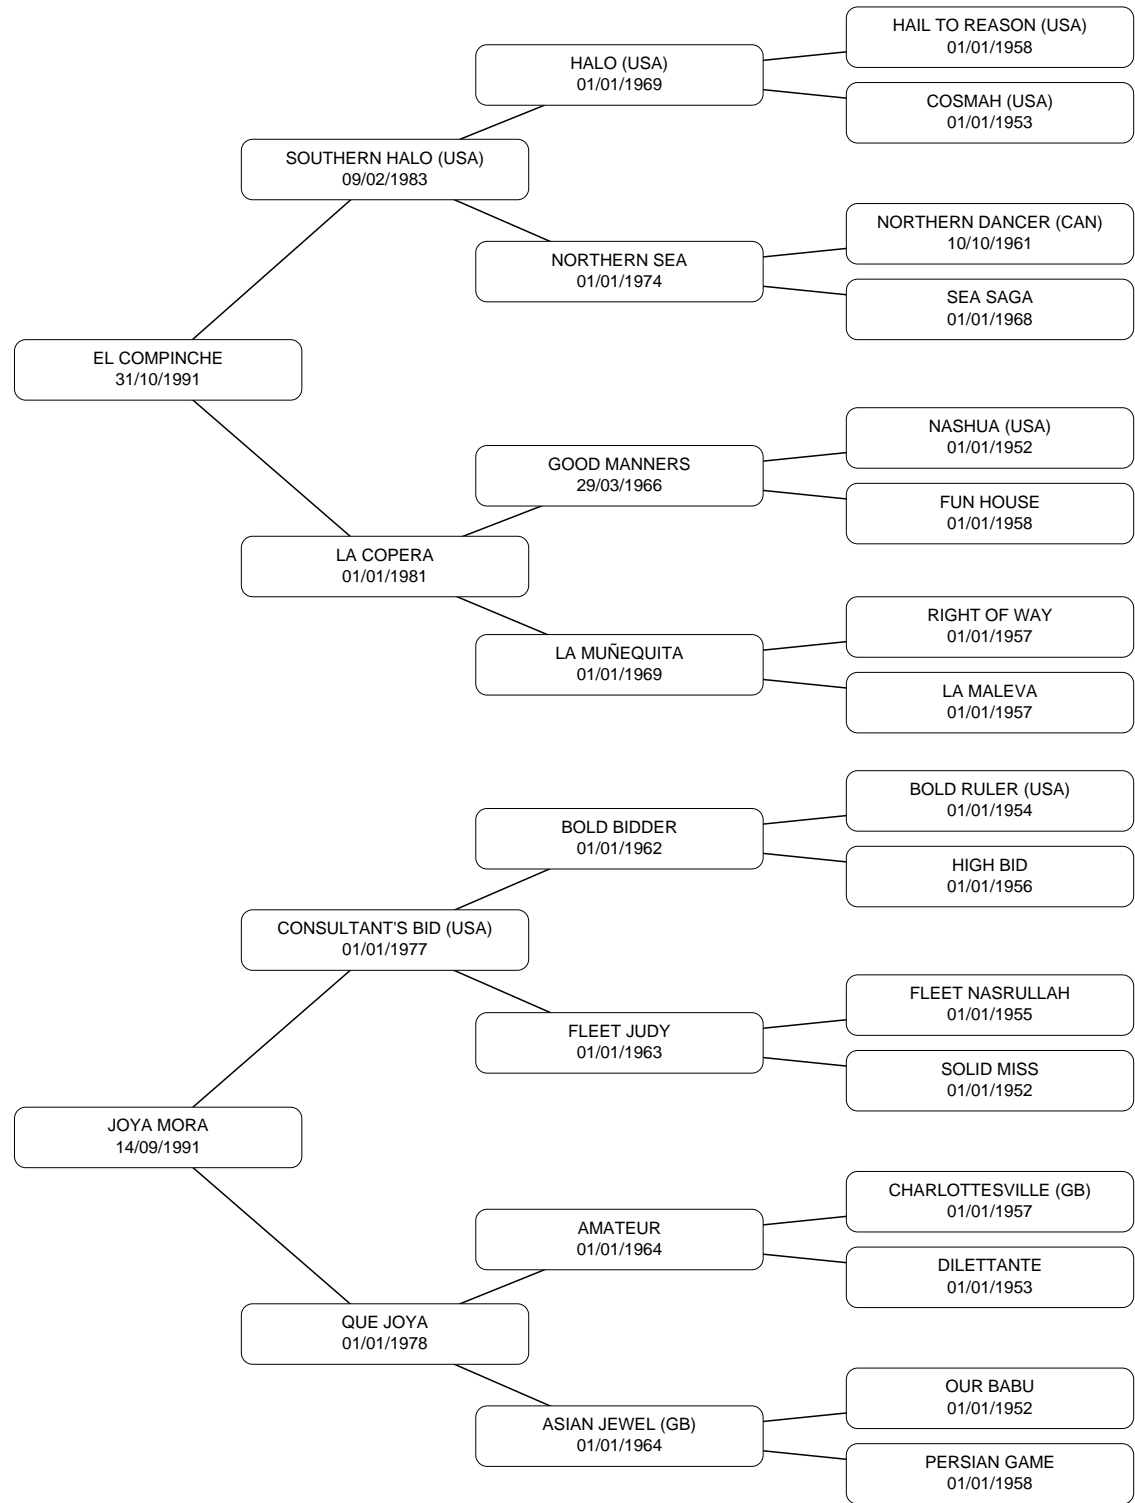 HAIL TO REASON (USA)
01/01/1958
HALO (USA)
01/01/1969
COSMAH (USA)
01/01/1953
SOUTHERN HALO (USA)
09/02/1983
NORTHERN DANCER (CAN)
10/10/1961
NORTHERN SEA
01/01/1974
SEA SAGA
01/01/1968
EL COMPINCHE
31/10/1991
NASHUA (USA)
01/01/1952
GOOD MANNERS
29/03/1966
FUN HOUSE
01/01/1958
LA COPERA
01/01/1981
RIGHT OF WAY
01/01/1957
LA MUÑEQUITA
01/01/1969
LA MALEVA
01/01/1957
BOLD RULER (USA)
01/01/1954
BOLD BIDDER
01/01/1962
HIGH BID
01/01/1956
CONSULTANT'S BID (USA)
01/01/1977
FLEET NASRULLAH
01/01/1955
FLEET JUDY
01/01/1963
SOLID MISS
01/01/1952
JOYA MORA
14/09/1991
CHARLOTTESVILLE (GB)
01/01/1957
AMATEUR
01/01/1964
DILETTANTE
01/01/1953
QUE JOYA
01/01/1978
OUR BABU
01/01/1952
ASIAN JEWEL (GB)
01/01/1964
PERSIAN GAME
01/01/1958